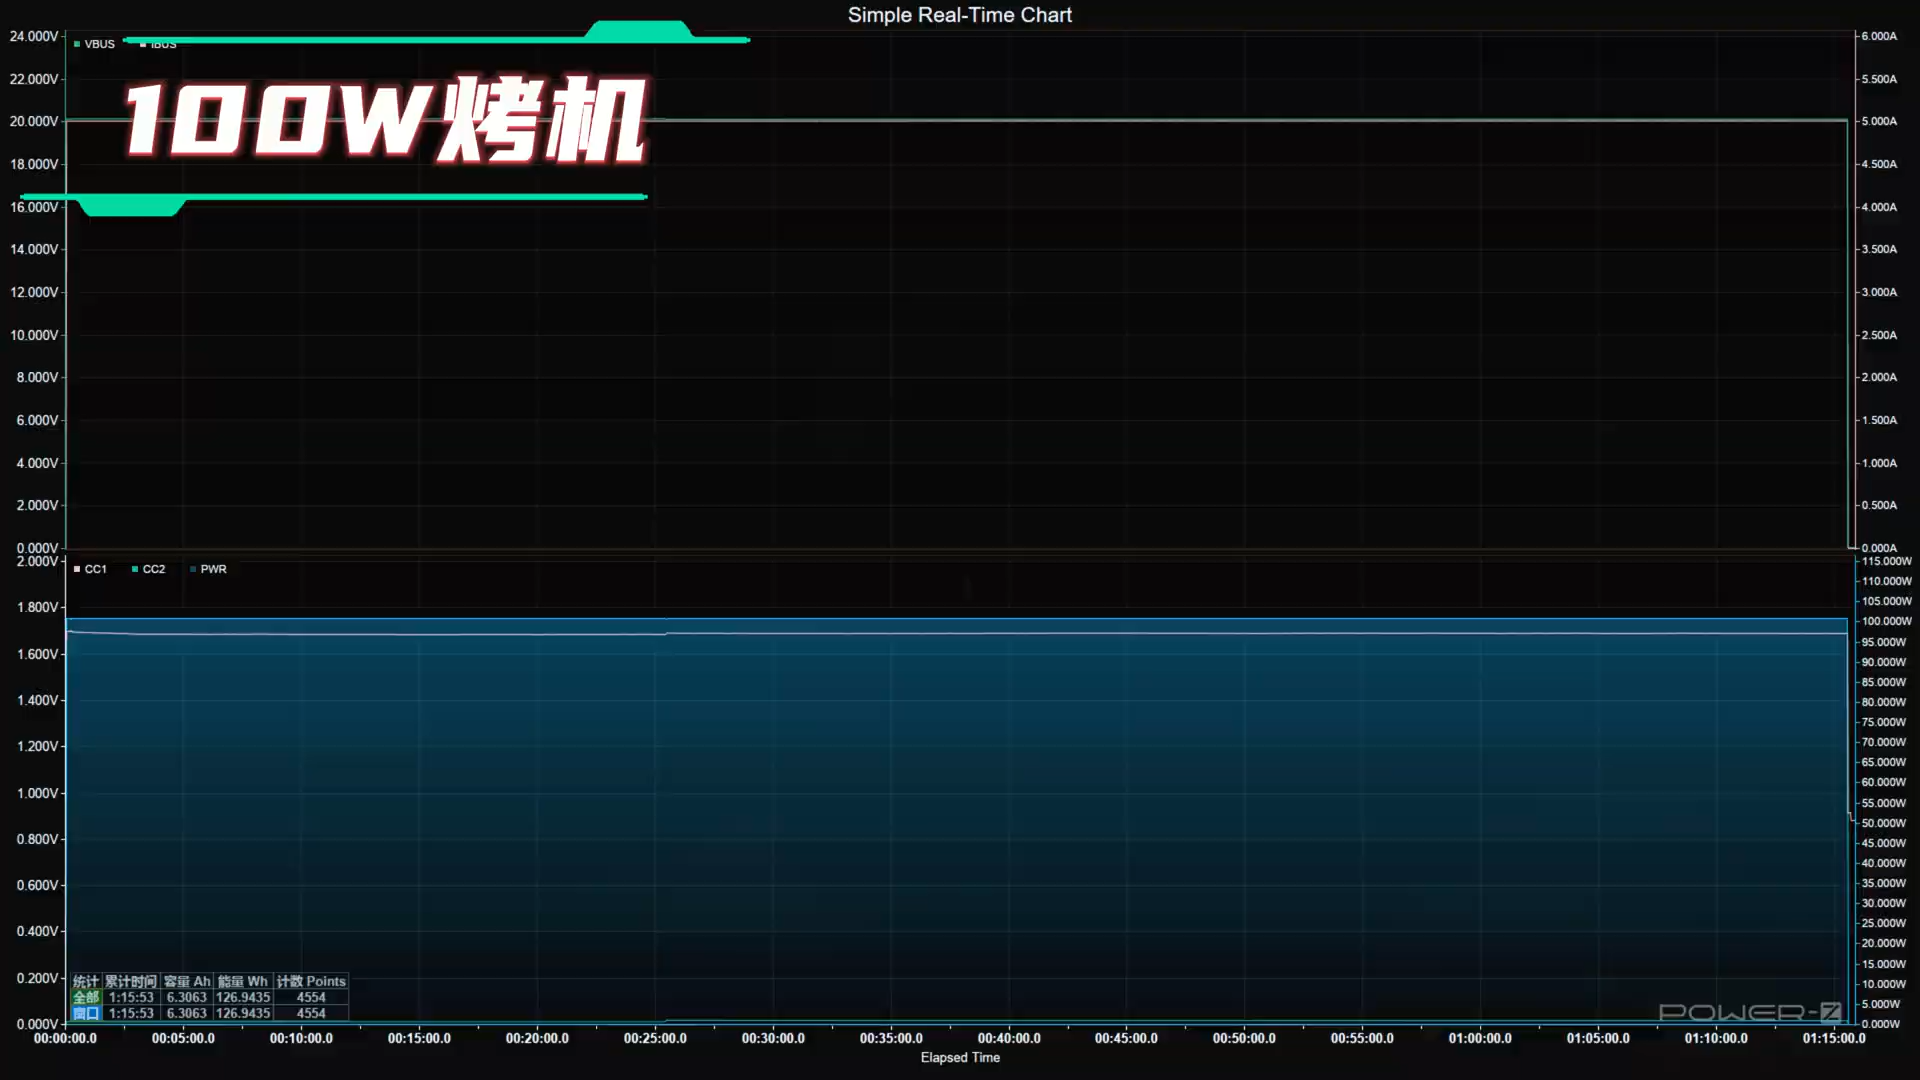 Simple Real-Time Chart
VBUS IBUS
100W烤机
24.000V
22.000V
20.000V
18.000V
16.000V
14.000V
12.000V
10.000V
8.000V
6.000V
4.000V
2.000V
0.000V
6.000A
5.500A
5.000A
4.500A
4.000A
3.500A
3.000A
2.500A
2.000A
1.500A
1.000A
0.500A
0.000A
CC1 CC2 PWR
2.000V
1.800V
1.600V
1.400V
1.200V
1.000V
0.800V
0.600V
0.400V
0.200V
0.000V
115.000W
110.000W
105.000W
100.000W
95.000W
90.000W
85.000W
80.000W
75.000W
70.000W
65.000W
60.000W
55.000W
50.000W
45.000W
40.000W
35.000W
30.000W
25.000W
20.000W
15.000W
10.000W
5.000W
0.000W
统计 累计时间 容量 Ah 能量 Wh 计数 Points
全部 1:15:53 6.3063 126.9435 4554
窗口 1:15:53 6.3063 126.9435 4554
POWER-Z
00:00:00.0 00:05:00.0 00:10:00.0 00:15:00.0 00:20:00.0 00:25:00.0 00:30:00.0 00:35:00.0 00:40:00.0 00:45:00.0 00:50:00.0 00:55:00.0 01:00:00.0 01:05:00.0 01:10:00.0 01:15:00.0
Elapsed Time